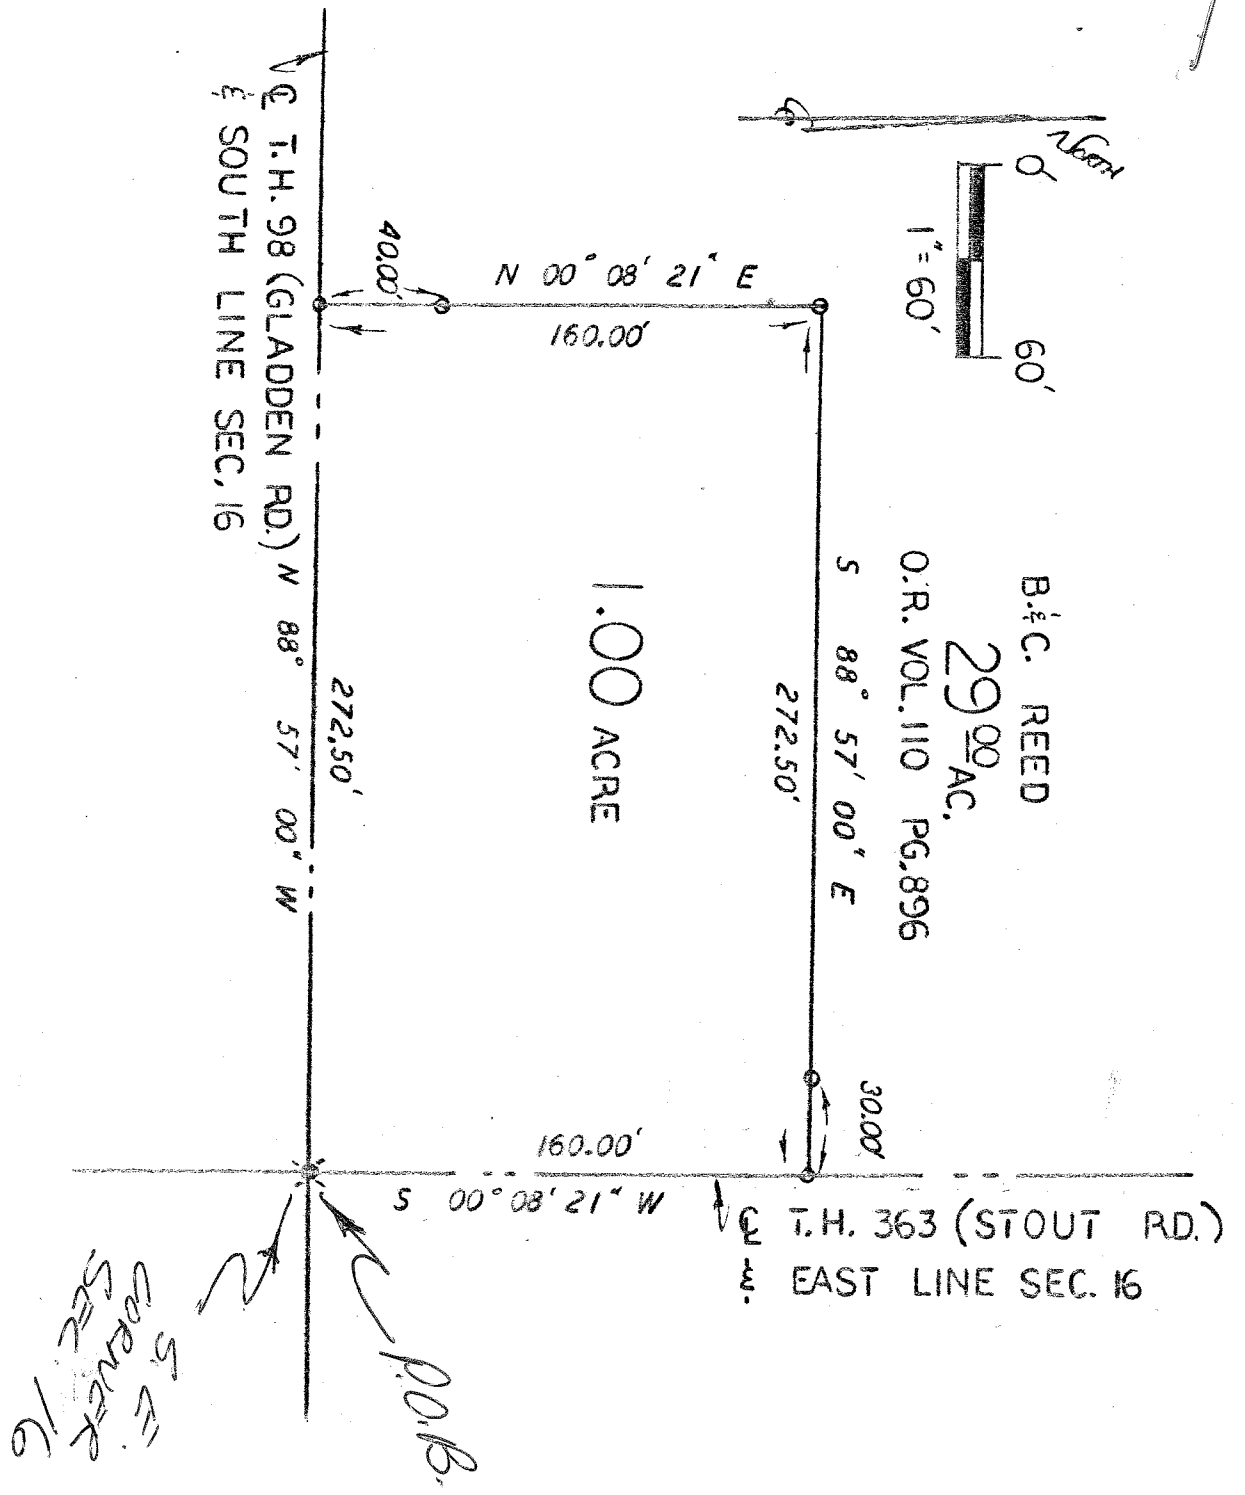 NORTH
0'
60'
1"=60'
B. & C. REED
29.00 AC.
O.R. VOL. 110 PG. 896
S 88° 57' 00" E
272.50'
30.00'
N 00° 08' 21" E
160.00'
40.00'
1.00 ACRE
160.00'
S 00° 08' 21" W
℄ T.H. 363 (STOUT RD.)
& EAST LINE SEC. 16
272.50'
N 88° 57' 00" W
℄ T.H. 98 (GLADDEN RD.)
& SOUTH LINE SEC. 16
P.O.B.
S.E.
CORNER
SEC. 16